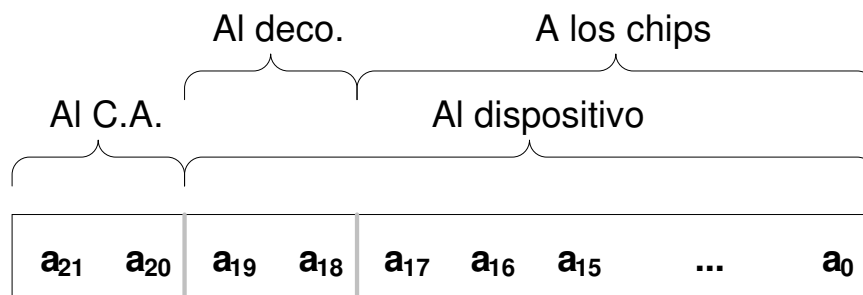 Al deco. A los chips
Al C.A. Al dispositivo
a21 a20 a19 a18 a17 a16 a15 ... a0